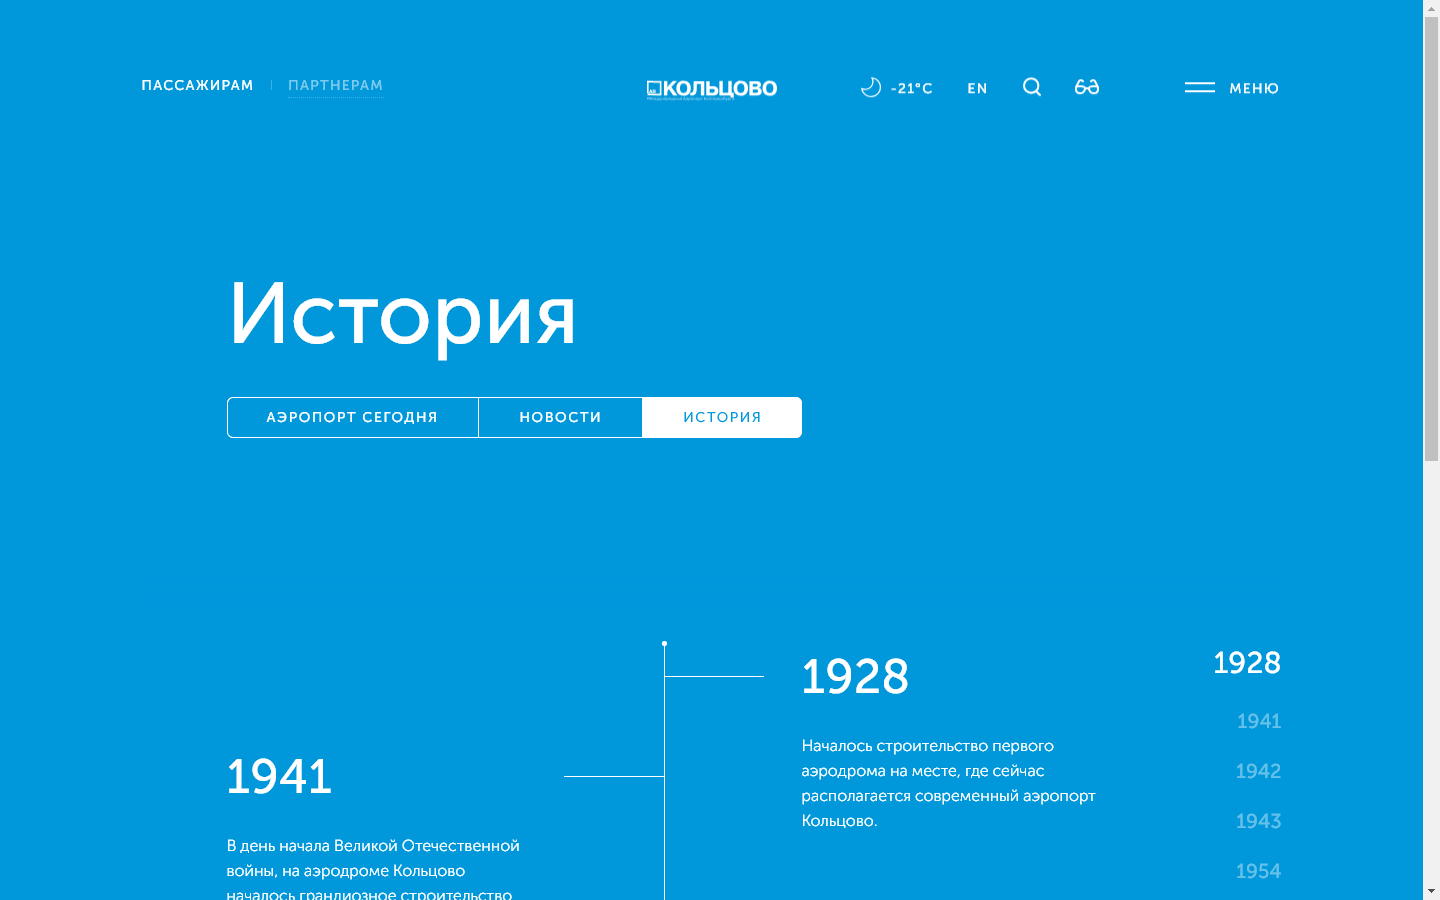 ПАССАЖИРАМ
ПАРТНЕРАМ
КОЛЬЦОВО
-21°C
EN
МЕНЮ
История
АЭРОПОРТ СЕГОДНЯ
НОВОСТИ
ИСТОРИЯ
1928
Началось строительство первого
аэродрома на месте, где сейчас
располагается современный аэропорт
Кольцово.
1941
В день начала Великой Отечественной
войны, на аэродроме Кольцово
началось грандиозное строительство
1928
1941
1942
1943
1954